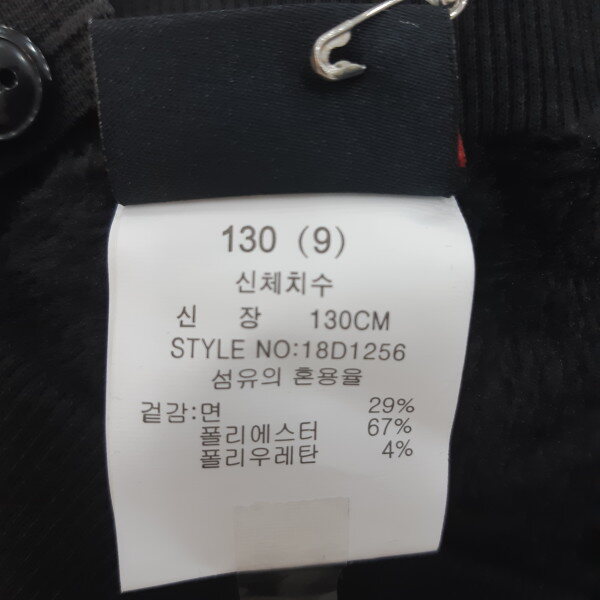 130 (9)
신체치수
신 장 130CM
STYLE NO:18D1256
섬유의 혼용율
겉감:면 29%
폴리에스터 67%
폴리우레탄 4%